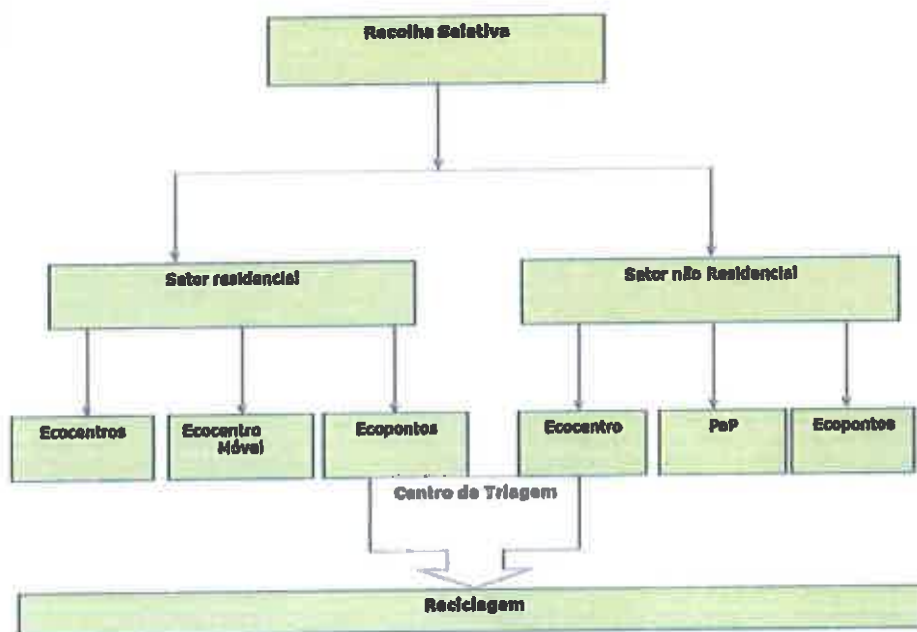 Recolha Seletiva
Setor residencial
Setor não Residencial
Ecocentros
Ecocentro
Móvel
Ecopontos
Ecocentro
PaP
Ecopontos
Centro de Triagem
Reciclagem